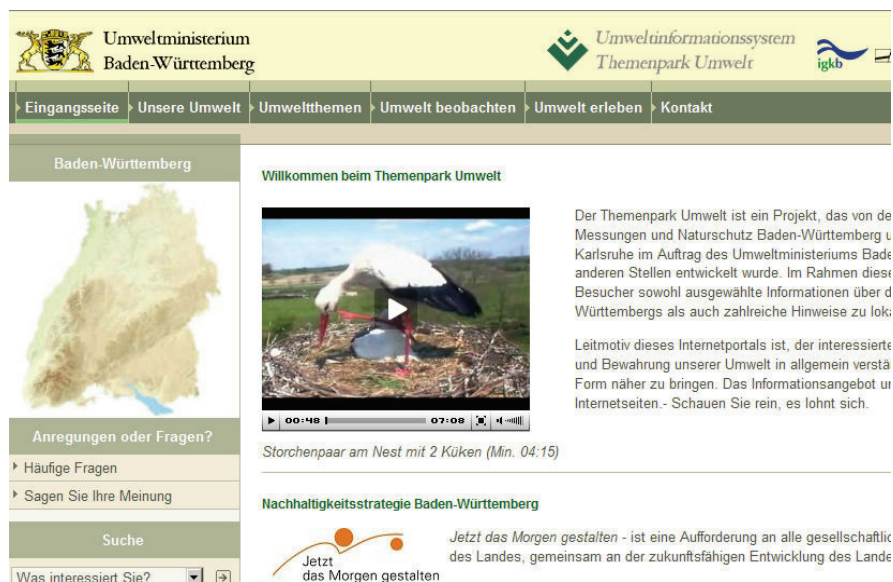 Umweltministerium
Baden-Württemberg
Umweltinformationssystem
Themenpark Umwelt
igkb
Eingangsseite Unsere Umwelt Umweltthemen Umwelt beobachten Umwelt erleben Kontakt
Baden-Württemberg
Anregungen oder Fragen?
Häufige Fragen
Sagen Sie Ihre Meinung
Suche
Was interessiert Sie?
Willkommen beim Themenpark Umwelt
00:48 07:08
Storchenpaar am Nest mit 2 Küken (Min. 04:15)
Der Themenpark Umwelt ist ein Projekt, das von de
Messungen und Naturschutz Baden-Württemberg u
Karlsruhe im Auftrag des Umweltministeriums Bade
anderen Stellen entwickelt wurde. Im Rahmen diese
Besucher sowohl ausgewählte Informationen über d
Württembergs als auch zahlreiche Hinweise zu loka
Leitmotiv dieses Internetportals ist, der interessierte
und Bewahrung unserer Umwelt in allgemein verstä
Form näher zu bringen. Das Informationsangebot un
Internetseiten.- Schauen Sie rein, es lohnt sich.
Nachhaltigkeitsstrategie Baden-Württemberg
Jetzt
das Morgen gestalten
Jetzt das Morgen gestalten - ist eine Aufforderung an alle gesellschaftlic
des Landes, gemeinsam an der zukunftsfähigen Entwicklung des Lande